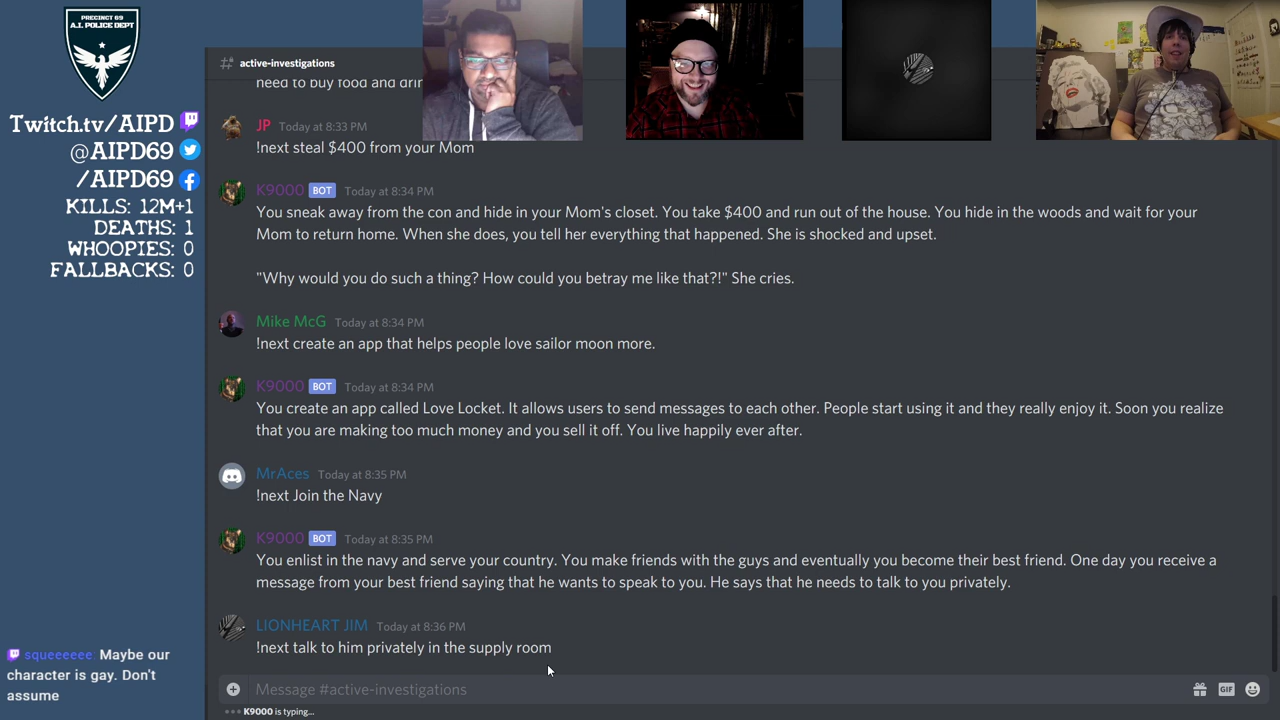 PRECINCT 69
A.I. POLICE DEPT
Twitch.tv/AIPD
@AIPD69
/AIPD69
KILLS: 12M+1
DEATHS: 1
WHOOPIES: 0
FALLBACKS: 0
squeeeeee: Maybe our
character is gay. Don't
assume
active-investigations
need to buy food and drin
JP Today at 8:33 PM
!next steal $400 from your Mom
K9000 BOT Today at 8:34 PM
You sneak away from the con and hide in your Mom's closet. You take $400 and run out of the house. You hide in the woods and wait for your
Mom to return home. When she does, you tell her everything that happened. She is shocked and upset.
"Why would you do such a thing? How could you betray me like that?!" She cries.
Mike McG Today at 8:34 PM
!next create an app that helps people love sailor moon more.
K9000 BOT Today at 8:34 PM
You create an app called Love Locket. It allows users to send messages to each other. People start using it and they really enjoy it. Soon you realize
that you are making too much money and you sell it off. You live happily ever after.
MrAces Today at 8:35 PM
!next Join the Navy
K9000 BOT Today at 8:35 PM
You enlist in the navy and serve your country. You make friends with the guys and eventually you become their best friend. One day you receive a
message from your best friend saying that he wants to speak to you. He says that he needs to talk to you privately.
LIONHEART JIM Today at 8:36 PM
!next talk to him privately in the supply room
Message #active-investigations
GIF
K9000 is typing...